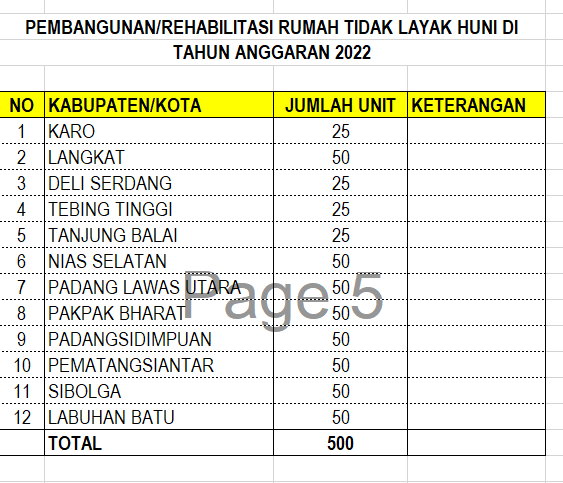 PEMBANGUNAN/REHABILITASI RUMAH TIDAK LAYAK HUNI DI
TAHUN ANGGARAN 2022
NO KABUPATEN/KOTA JUMLAH UNIT KETERANGAN
1 KARO 25
2 LANGKAT 50
3 DELI SERDANG 25
4 TEBING TINGGI 25
5 TANJUNG BALAI 25
6 NIAS SELATAN 50
7 PADANG LAWAS UTARA 50
8 PAKPAK BHARAT 50
9 PADANGSIDIMPUAN 50
10 PEMATANGSIANTAR 50
11 SIBOLGA 50
12 LABUHAN BATU 50
TOTAL 500
Page 5